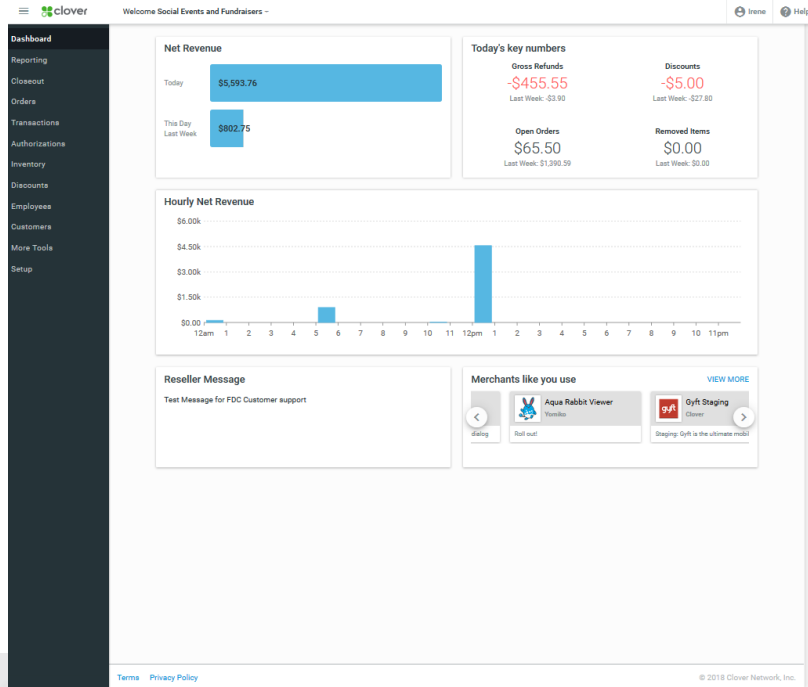 clover
Welcome Social Events and Fundraisers
Irene
Help
Dashboard
Reporting
Closeout
Orders
Transactions
Authorizations
Inventory
Discounts
Employees
Customers
More Tools
Setup
Net Revenue
Today
$5,593.76
This Day
Last Week
$802.75
Today's key numbers
Gross Refunds
Discounts
-$455.55
-$5.00
Last Week: -$3.90
Last Week: -$27.80
Open Orders
Removed Items
$65.50
$0.00
Last Week: $1,390.59
Last Week: $0.00
Hourly Net Revenue
$6.00k
$4.50k
$3.00k
$1.50k
$0.00
12am 1 2 3 4 5 6 7 8 9 10 11 12pm 1 2 3 4 5 6 7 8 9 10 11pm
Reseller Message
Test Message for FDC Customer support
Merchants like you use
VIEW MORE
Aqua Rabbit Viewer
Yomiko
Roll out!
dialog
gyft
Gyft Staging
Clover
Staging: Gyft is the ultimate mobil
Terms Privacy Policy
© 2018 Clover Network, Inc.